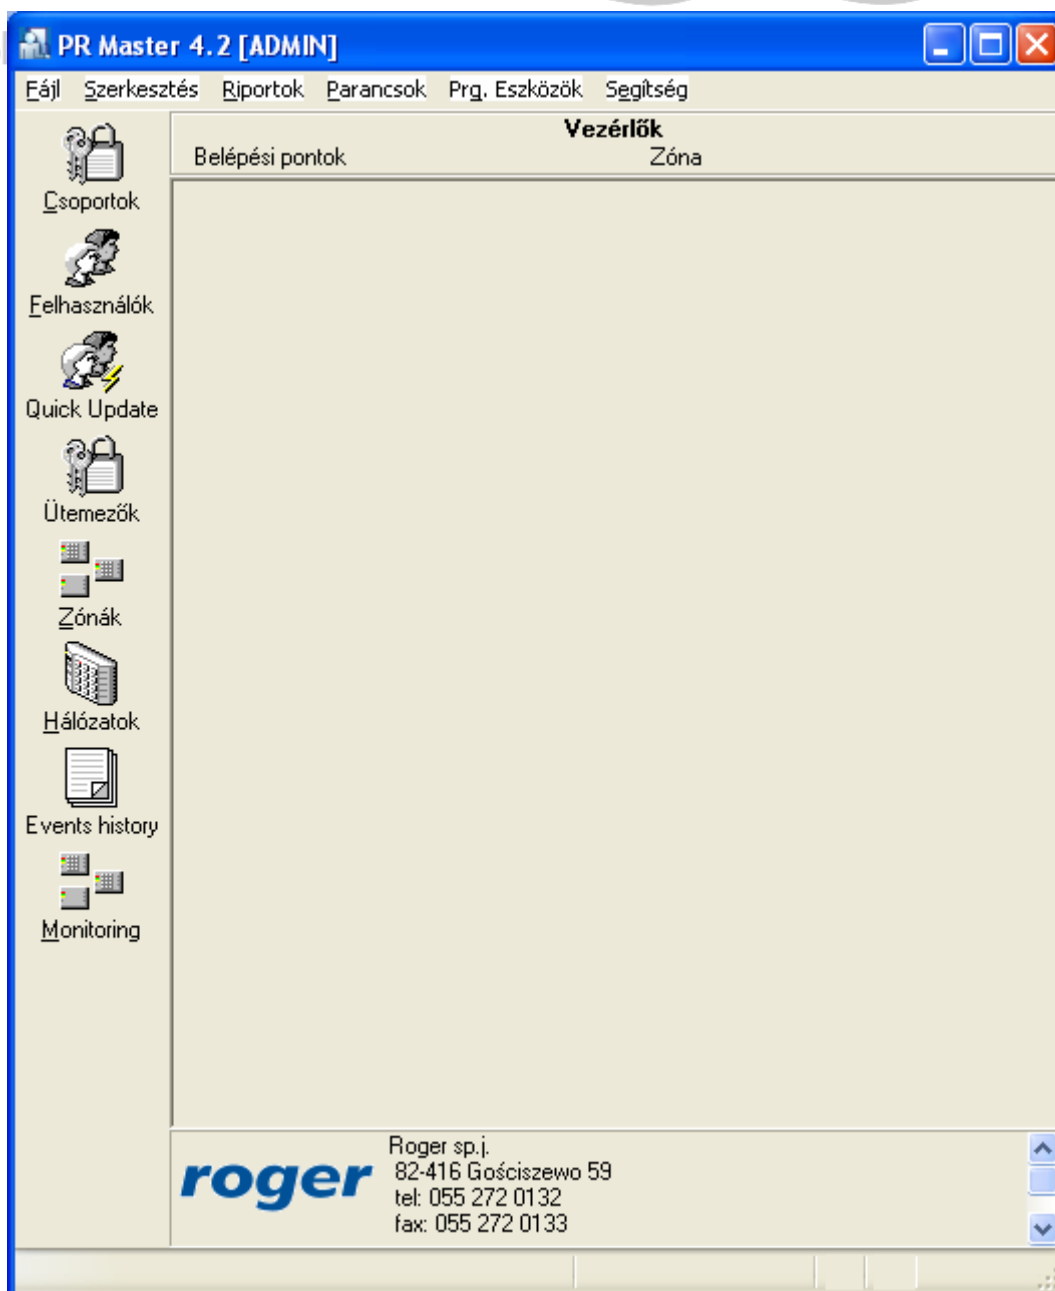 PR Master 4.2 [ADMIN]
Fájl Szerkesztés Riportok Parancsok Prg. Eszközök Segítség
Vezérlők
Belépési pontok Zóna
Csoportok
Felhasználók
Quick Update
Ütemezők
Zónák
Hálózatok
Events history
Monitoring
roger
Roger sp.j.
82-416 Gościszewo 59
tel: 055 272 0132
fax: 055 272 0133